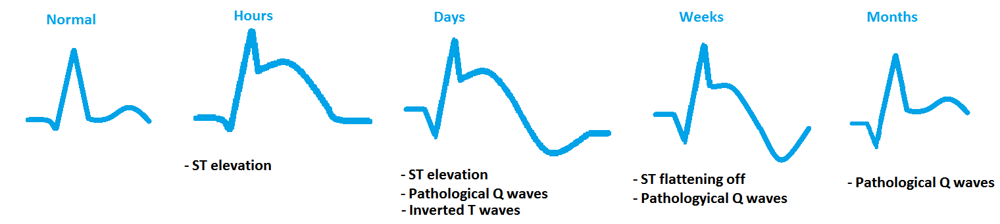 Normal
Hours
Days
Weeks
Months
- ST elevation
- ST elevation
- Pathological Q waves
- Inverted T waves
- ST flattening off
- Pathologyical Q waves
- Pathological Q waves